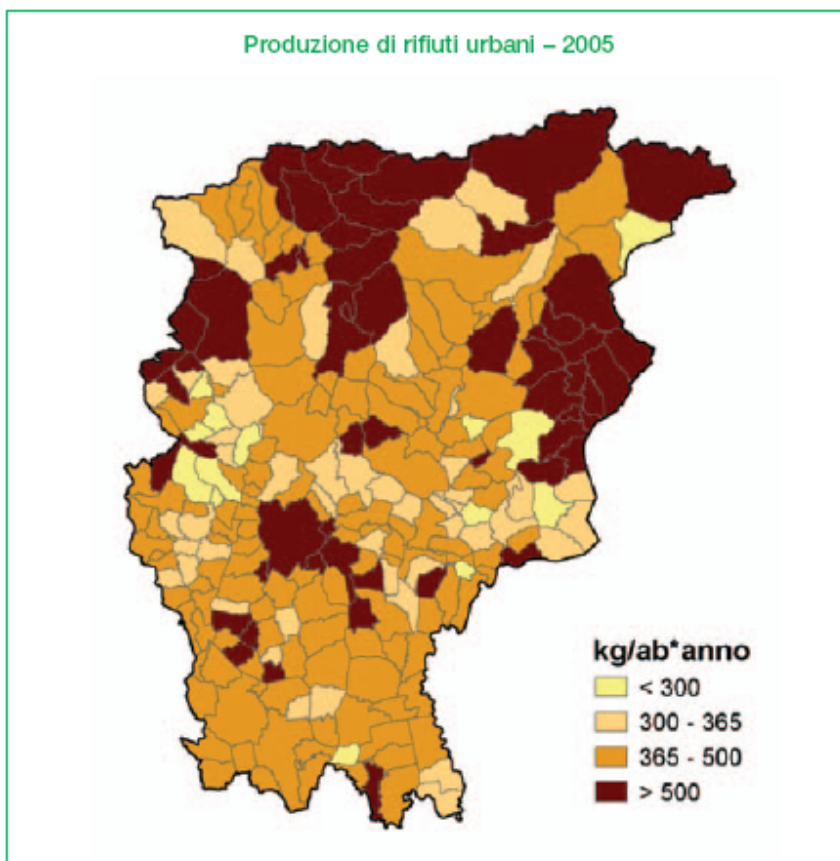 Produzione di rifiuti urbani – 2005
kg/ab*anno
< 300
300 - 365
365 - 500
> 500